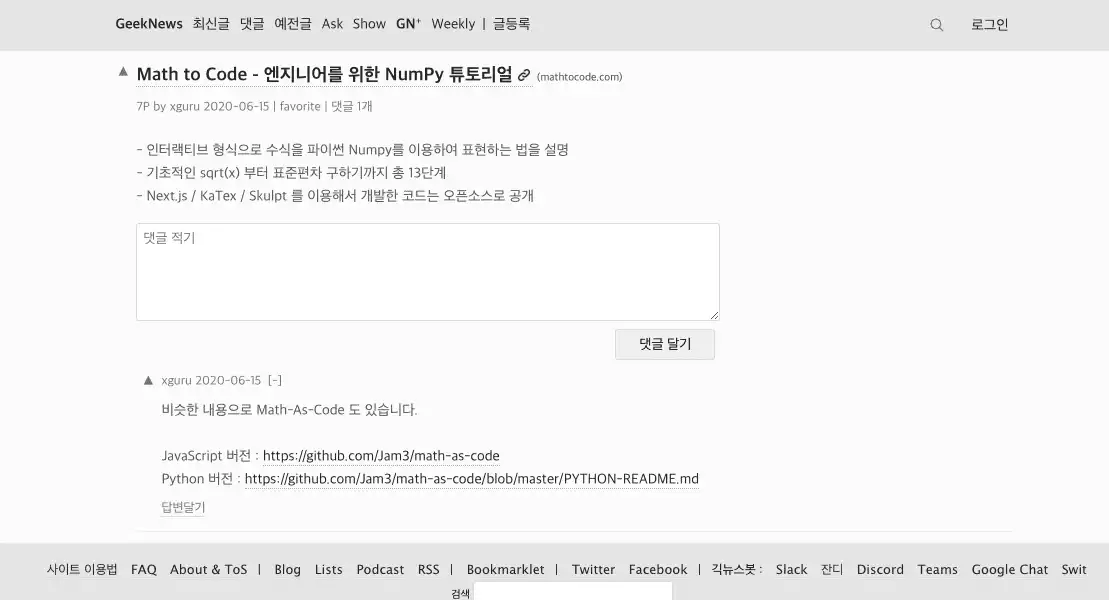 GeekNews 최신글 댓글 예전글 Ask Show GN⁺ Weekly | 글등록 로그인
▲ Math to Code - 엔지니어를 위한 NumPy 튜토리얼 (mathtocode.com)
7P by xguru 2020-06-15 | favorite | 댓글 1개
- 인터랙티브 형식으로 수식을 파이썬 Numpy를 이용하여 표현하는 법을 설명
- 기초적인 sqrt(x) 부터 표준편차 구하기까지 총 13단계
- Next.js / KaTex / Skulpt 를 이용해서 개발한 코드는 오픈소스로 공개
댓글 적기
댓글 달기
▲ xguru 2020-06-15 [-]
비슷한 내용으로 Math-As-Code 도 있습니다.
JavaScript 버전 : https://github.com/Jam3/math-as-code
Python 버전 : https://github.com/Jam3/math-as-code/blob/master/PYTHON-README.md
답변달기
사이트 이용법 FAQ About & ToS | Blog Lists Podcast RSS | Bookmarklet | Twitter Facebook | 긱뉴스봇 : Slack 잔디 Discord Teams Google Chat Swit
검색